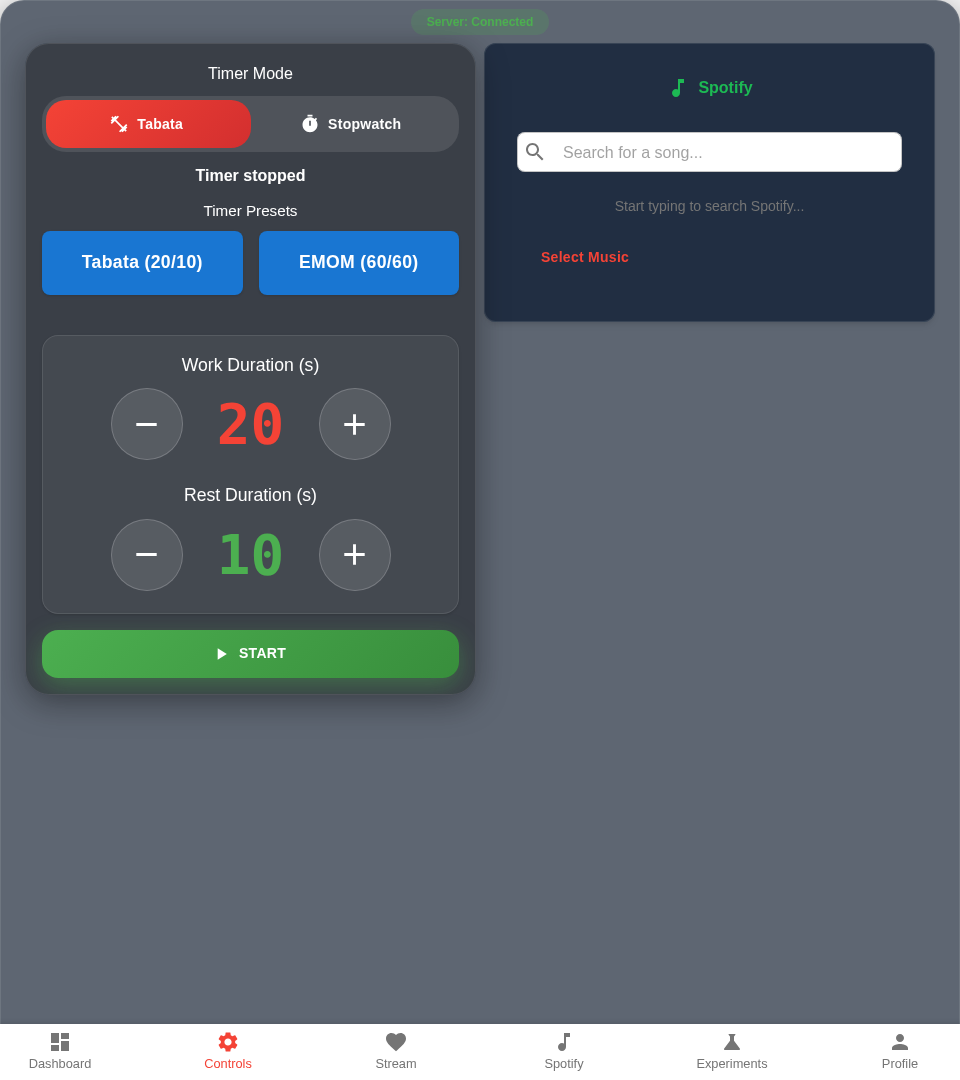 Server: Connected
Timer Mode
Tabata
Stopwatch
Timer stopped
Timer Presets
Tabata (20/10)
EMOM (60/60)
Work Duration (s)
20
Rest Duration (s)
10
START
Spotify
Search for a song...
Start typing to search Spotify...
Select Music
Dashboard
Controls
Stream
Spotify
Experiments
Profile